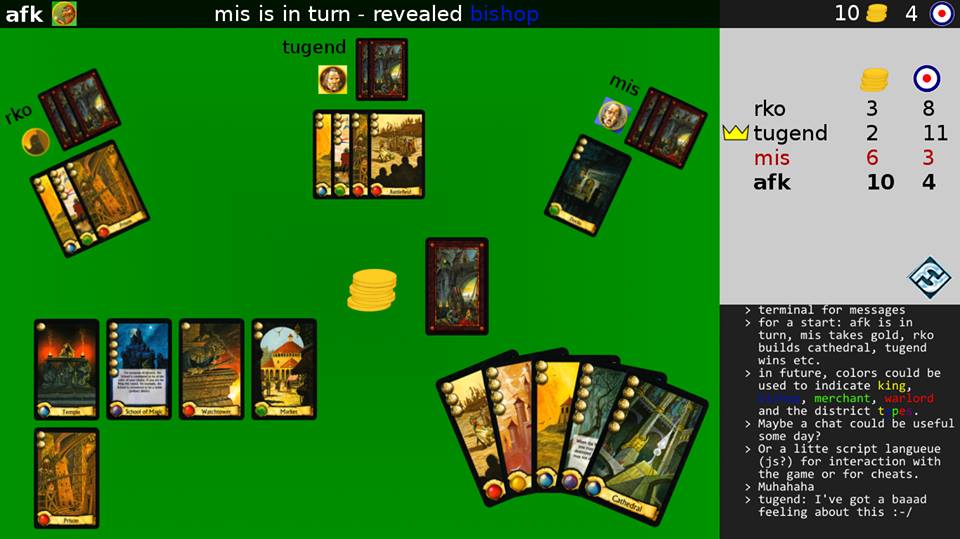 afk
mis is in turn - revealed bishop
10 4
tugend
mis
rko
rko 3 8
tugend 2 11
mis 6 3
afk 10 4
Prison
Battlefield
Docks
Temple
School of Magic
Watchtower
Market
Prison
Cathedral
> terminal for messages
> for a start: afk is in
turn, mis takes gold, rko
builds cathedral, tugend
wins etc.
> in future, colors could be
used to indicate king,
bishop, merchant, warlord
and the district types.
> Maybe a chat could be useful
some day?
> Or a litte script langueue
(js?) for interaction with
the game or for cheats.
> Muhahaha
> tugend: I've got a baaad
feeling about this :-/